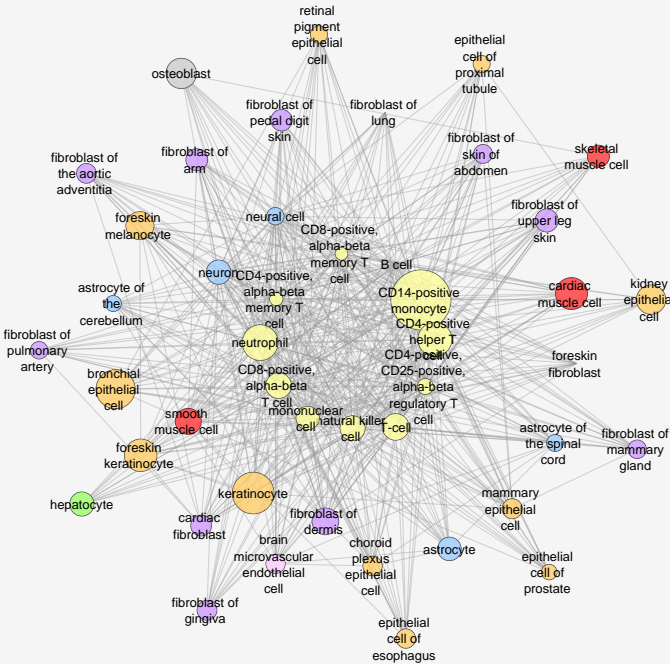 retinal
pigment
epithelial
cell
epithelial
cell of
proximal
tubule
osteoblast
fibroblast of
pedal digit
skin
fibroblast of
lung
fibroblast of
the aortic
adventitia
fibroblast of
arm
fibroblast of
skin of
abdomen
skeletal
muscle cell
foreskin
melanocyte
neural cell
fibroblast of
upper leg
skin
CD8-positive,
alpha-beta
memory T
cell
B cell
neuron
CD4-positive,
alpha-beta
memory T
cell
CD14-positive
monocyte
cardiac
muscle cell
kidney
epithelial
cell
astrocyte of
the
cerebellum
CD4-positive
helper T
cell
fibroblast of
pulmonary
artery
neutrophil
CD4-positive,
CD25-positive,
alpha-beta
regulatory T
cell
foreskin
fibroblast
bronchial
epithelial
cell
CD8-positive,
alpha-beta
T cell
smooth
muscle cell
mononuclear
cell
natural killer
cell
T-cell
astrocyte of
the spinal
cord
fibroblast of
mammary
gland
foreskin
keratinocyte
hepatocyte
keratinocyte
mammary
epithelial
cell
cardiac
fibroblast
fibroblast of
dermis
brain
microvascular
endothelial
cell
choroid
plexus
epithelial
cell
astrocyte
epithelial
cell of
prostate
fibroblast of
gingiva
epithelial
cell of
esophagus